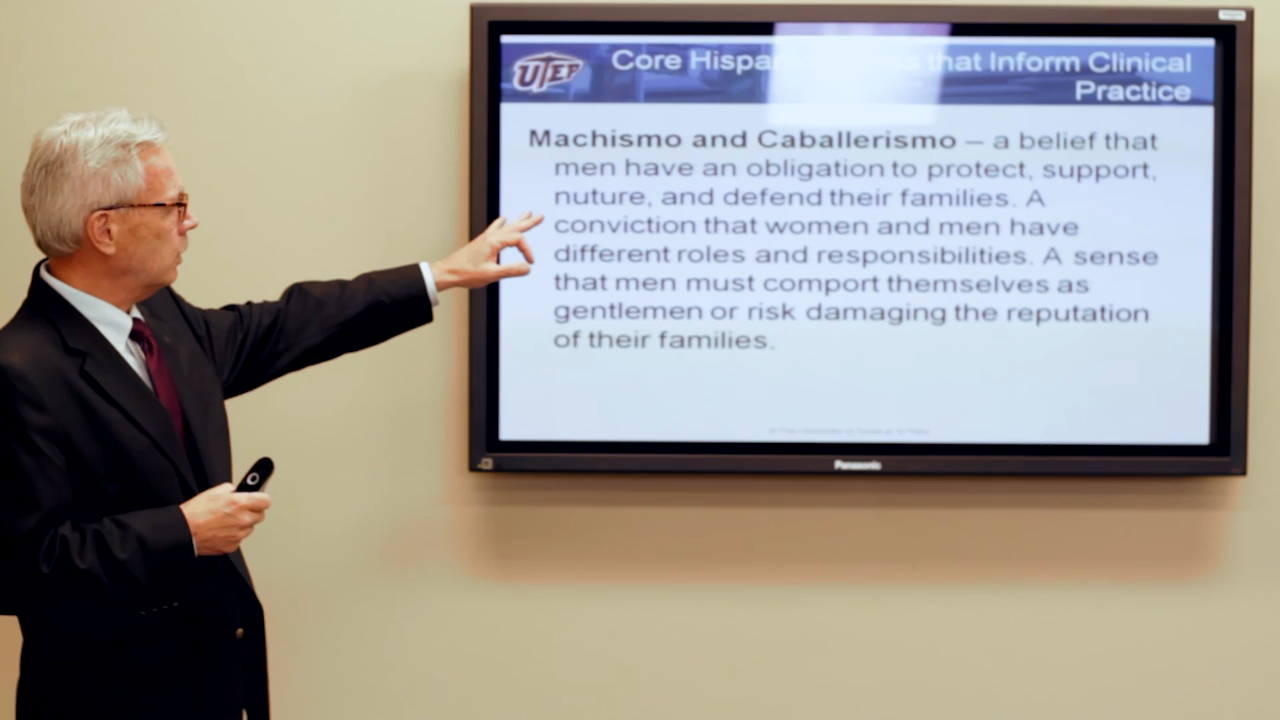 UTEP
Core Hispa that Inform Clinical
Practice
Machismo and Caballerismo – a belief that
men have an obligation to protect, support,
nuture, and defend their families. A
conviction that women and men have
different roles and responsibilities. A sense
that men must comport themselves as
gentlemen or risk damaging the reputation
of their families.
Panasonic